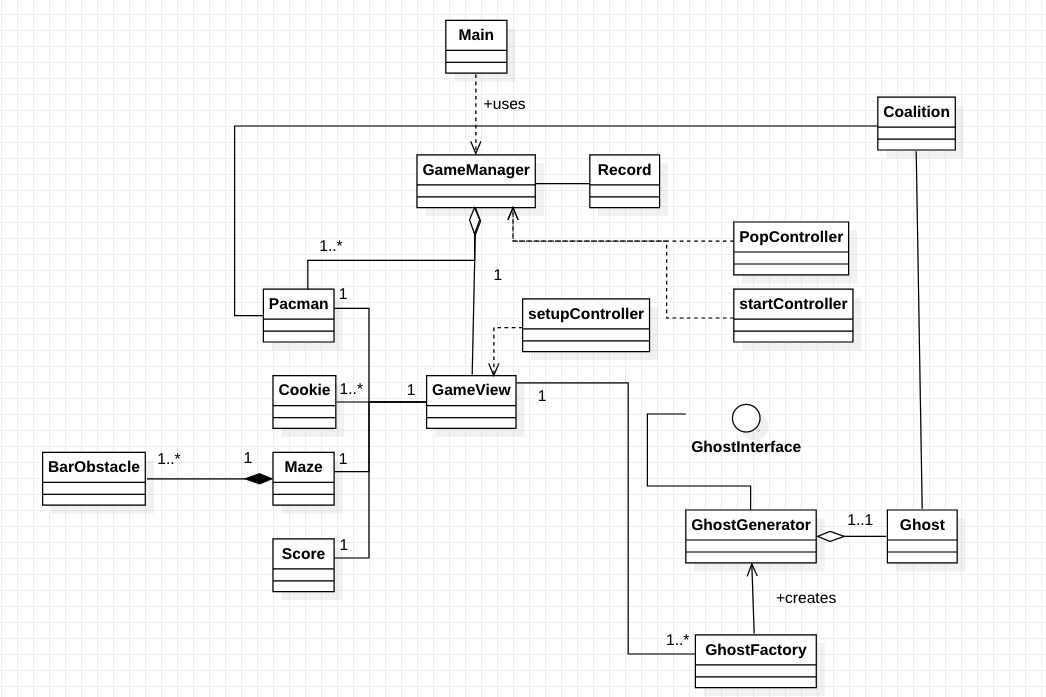 Main
+uses
Coalition
GameManager
Record
PopController
1..*
1
Pacman
1
startController
setupController
Cookie
1..*
1
GameView
1
GhostInterface
BarObstacle
1..*
1
Maze
1
GhostGenerator
1..1
Ghost
Score
1
+creates
1..*
GhostFactory